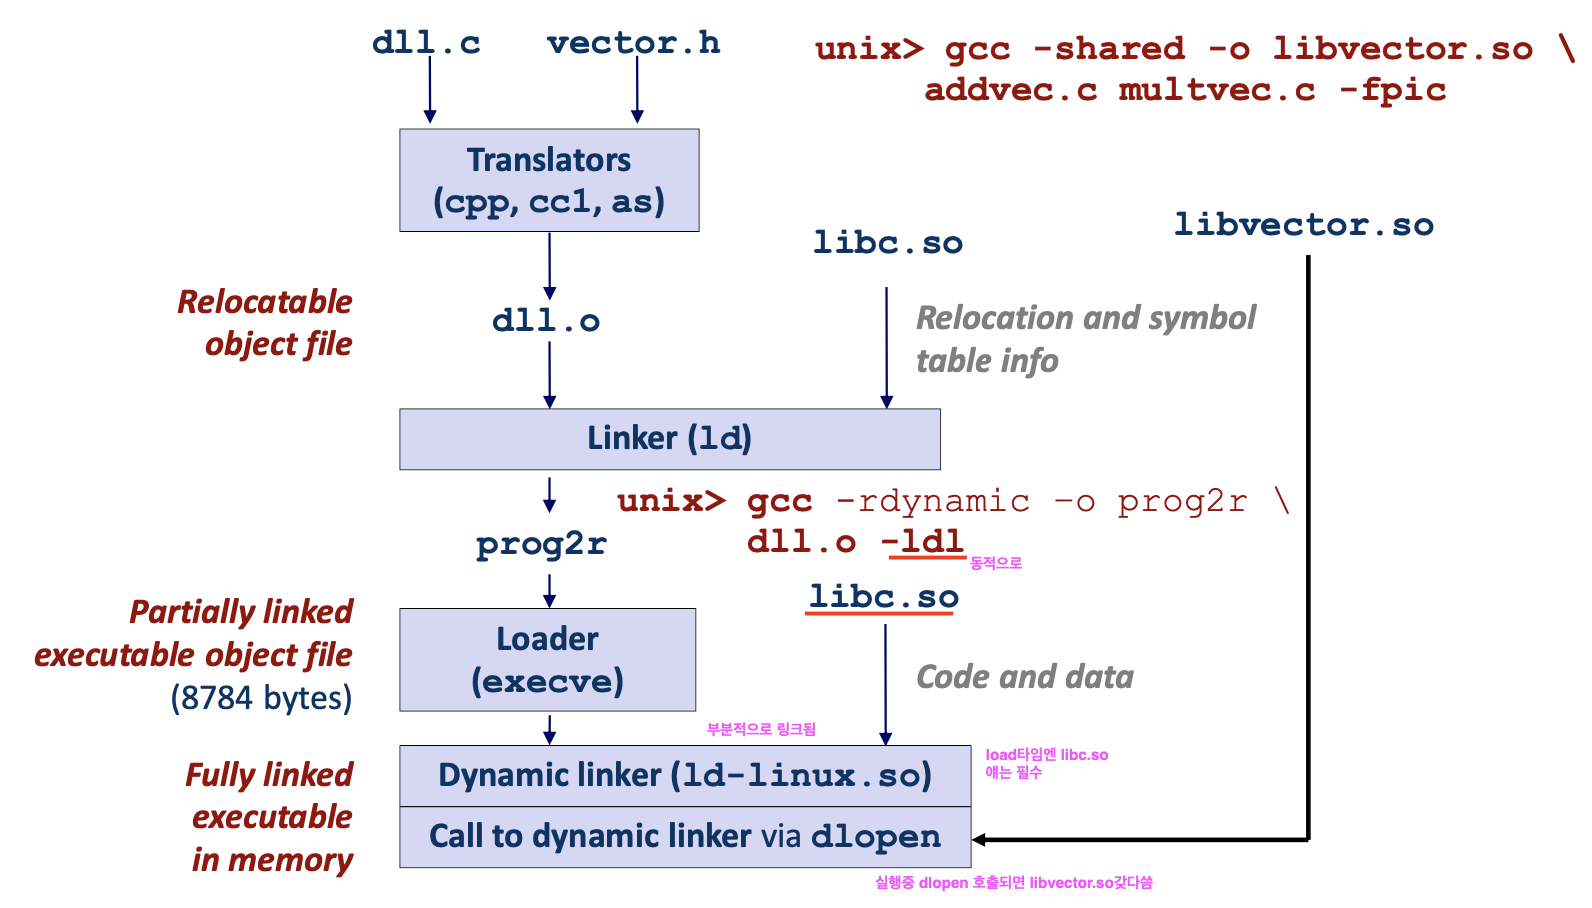 dll.c vector.h
unix> gcc -shared -o libvector.so \
addvec.c multvec.c -fpic
Translators
(cpp, cc1, as)
libc.so
libvector.so
Relocatable
object file
dll.o
Relocation and symbol
table info
Linker (ld)
unix> gcc -rdynamic –o prog2r \
dll.o -ldl
동적으로
prog2r
libc.so
Partially linked
executable object file
(8784 bytes)
Loader
(execve)
Code and data
부분적으로 링크됨
Fully linked
executable
in memory
Dynamic linker (ld-linux.so)
load타임엔 libc.so
얘는 필수
Call to dynamic linker via dlopen
실행중 dlopen 호출되면 libvector.so갖다씀